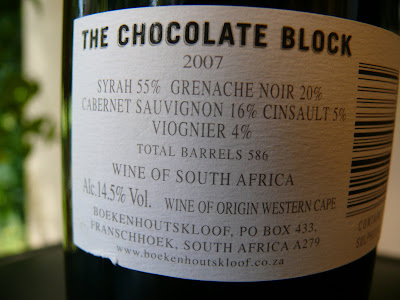 THE CHOCOLATE BLOCK
2007
SYRAH 55% GRENACHE NOIR 20%
CABERNET SAUVIGNON 16% CINSAULT 5%
VIOGNIER 4%
TOTAL BARRELS 586
WINE OF SOUTH AFRICA
Alc.14.5% Vol. WINE OF ORIGIN WESTERN CAPE
BOEKENHOUTSKLOOF, PO BOX 433,
FRANSCHHOEK, SOUTH AFRICA A279
www.boekenhoutskloof.co.za